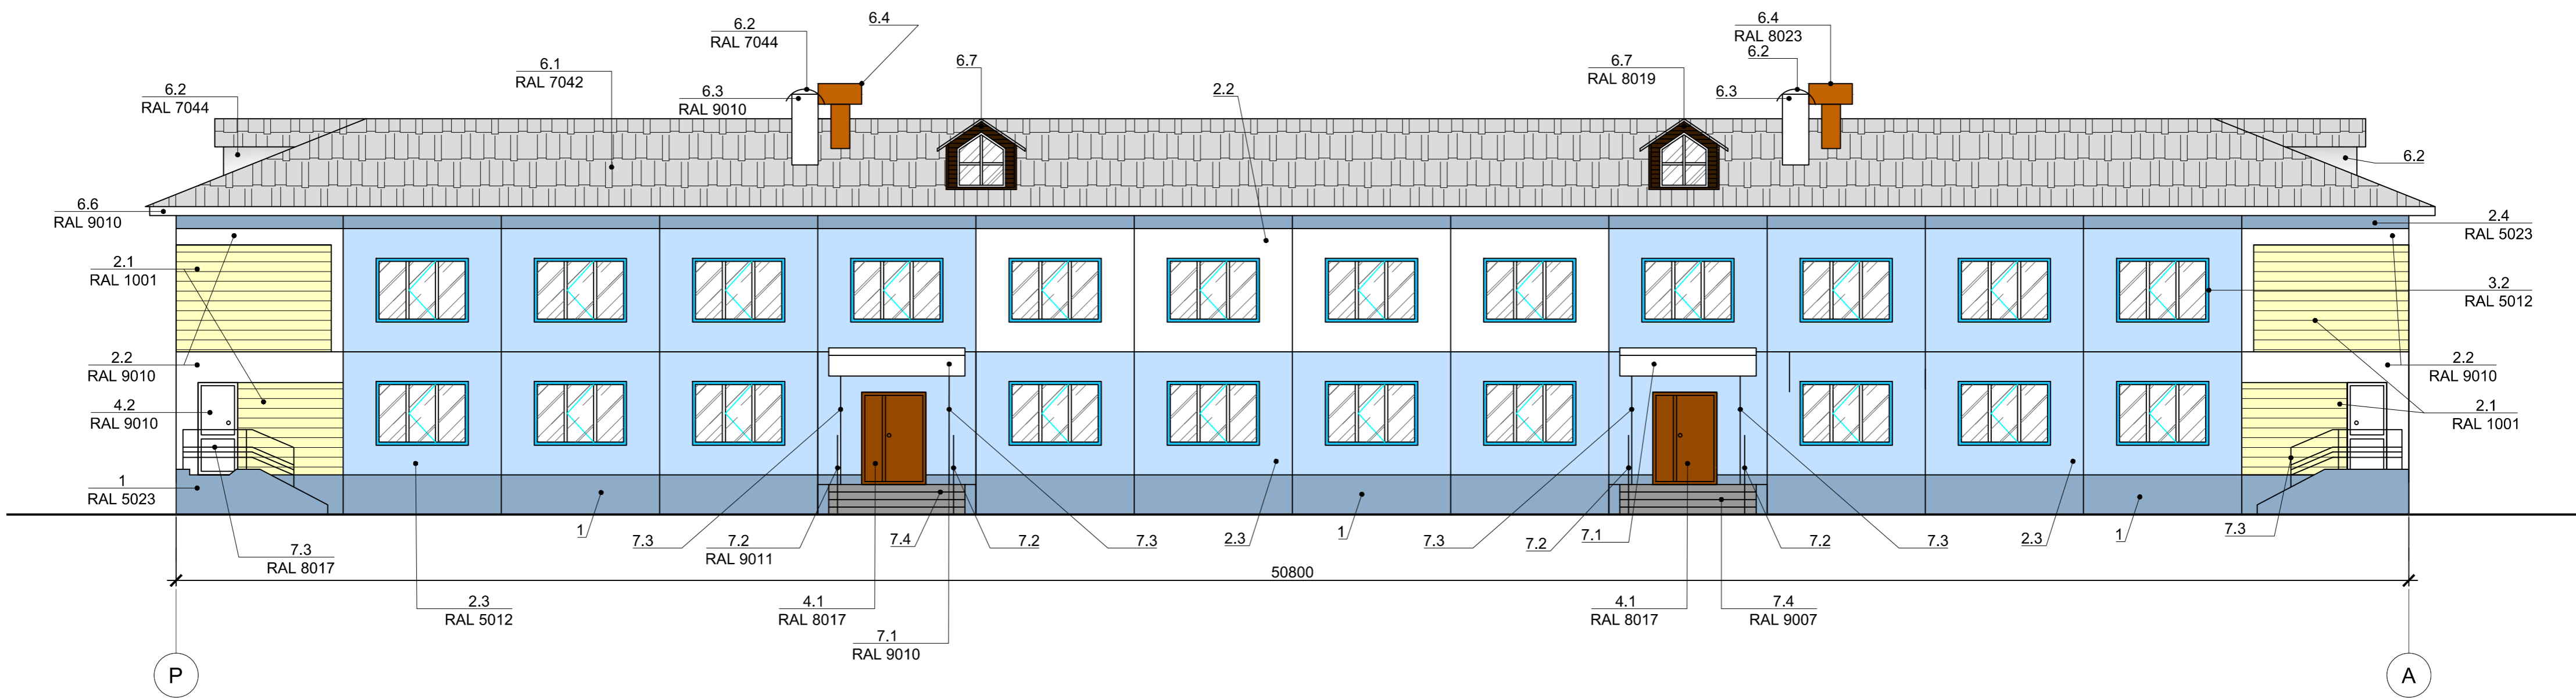 6.2
RAL 7044
6.4
6.4
RAL 8023
6.2
6.1
RAL 7042
6.7
6.7
RAL 8019
6.2
RAL 7044
6.3
RAL 9010
2.2
6.3
6.2
6.6
RAL 9010
2.4
RAL 5023
2.1
RAL 1001
3.2
RAL 5012
2.2
RAL 9010
2.2
RAL 9010
4.2
RAL 9010
2.1
RAL 1001
1
RAL 5023
7.3
RAL 8017
1
7.3
7.2
RAL 9011
7.4
7.2
7.3
2.3
1
7.3
7.2
7.1
7.2
7.3
2.3
1
7.3
50800
2.3
RAL 5012
4.1
RAL 8017
7.1
RAL 9010
4.1
RAL 8017
7.4
RAL 9007
Р
А